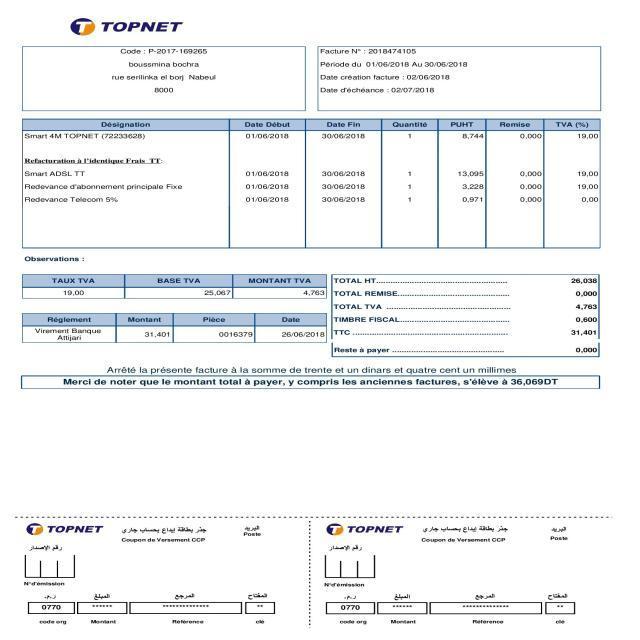 TOPNET
Code : P-2017-169265
boussmina bochra
rue serilinka el borj Nabeul
8000
Facture N° : 2018474105
Période du 01/06/2018 Au 30/06/2018
Date création facture : 02/06/2018
Date d'échéance : 02/07/2018
Désignation Date Début Date Fin Quantité PUHT Remise TVA (%)
Smart 4M TOPNET (72233628) 01/06/2018 30/06/2018 1 8,744 0,000 19,00
Refacturation à l'identique Frais TT:
Smart ADSL TT 01/06/2018 30/06/2018 1 13,095 0,000 19,00
Redevance d'abonnement principale Fixe 01/06/2018 30/06/2018 1 3,228 0,000 19,00
Redevance Telecom 5% 01/06/2018 30/06/2018 1 0,971 0,000 0,00
Observations :
TAUX TVA BASE TVA MONTANT TVA
19,00 25,067 4,763
Règlement Montant Pièce Date
Virement Banque Attijari 31,401 0016379 26/06/2018
TOTAL HT 26,038
TOTAL REMISE 0,000
TOTAL TVA 4,763
TIMBRE FISCAL 0,600
TTC 31,401
Reste à payer 0,000
Arrêté la présente facture à la somme de trente et un dinars et quatre cent un millimes
Merci de noter que le montant total à payer, y compris les anciennes factures, s'élève à 36,069DT
TOPNET جذر بطاقة إيداع بحساب جاري البريد
Coupon de Versement CCP Poste
رقم الإصدار
N°d'émission
ر.م. المبلغ المرجع المفتاح
0770 ****** ************** **
code org Montant Référence clé
TOPNET جذر بطاقة إيداع بحساب جاري البريد
Coupon de Versement CCP Poste
رقم الإصدار
N°d'émission
ر.م. المبلغ المرجع المفتاح
0770 ****** ************** **
code org Montant Référence clé